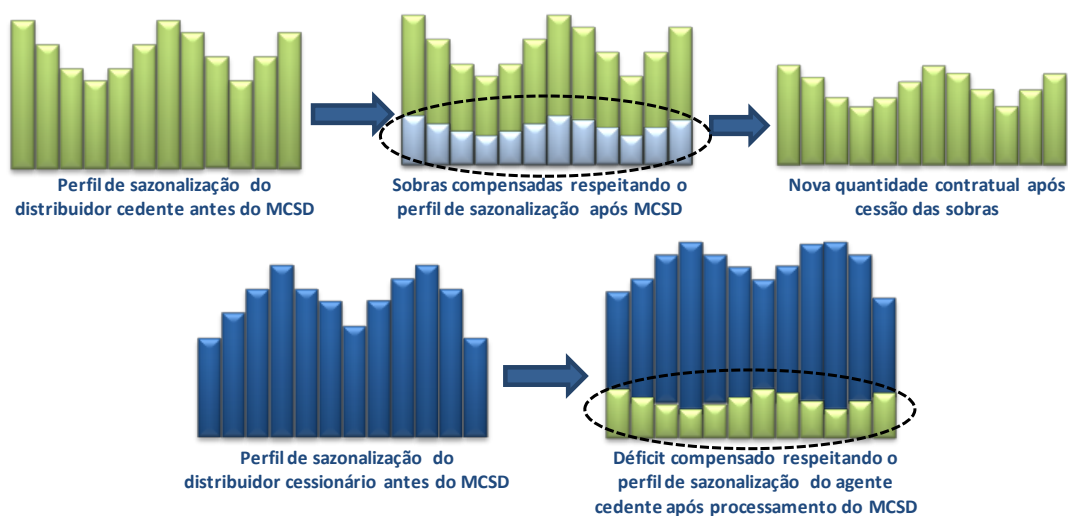 Perfil de sazonalização do
distribuidor cedente antes do MCSD
Sobras compensadas respeitando o
perfil de sazonalização após MCSD
Nova quantidade contratual após
cessão das sobras
Perfil de sazonalização do
distribuidor cessionário antes do MCSD
Déficit compensado respeitando o
perfil de sazonalização do agente
cedente após processamento do MCSD